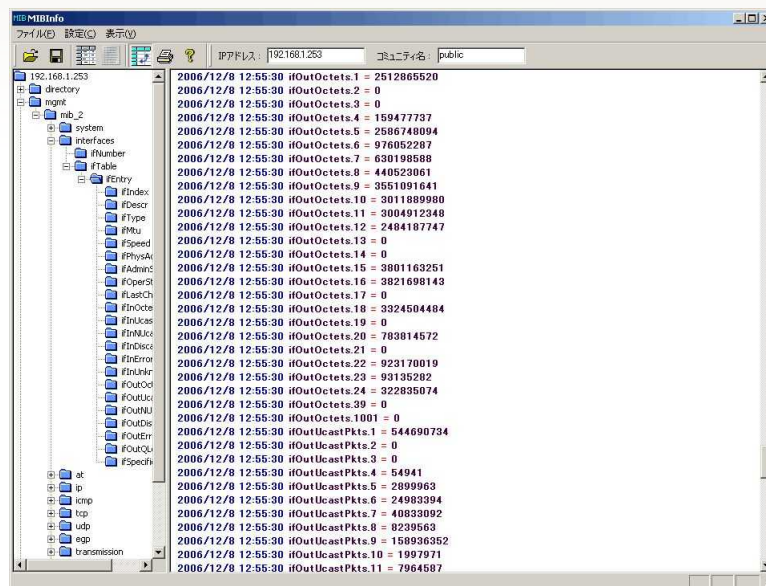 MIBInfo
ファイル(F) 設定(C) 表示(V)
IPアドレス: 192.168.1.253 コミュニティ名: public
192.168.1.253
directory
mgmt
mib_2
system
interfaces
ifNumber
ifTable
ifEntry
ifIndex
ifDescr
ifType
ifMtu
ifSpeed
ifPhysAc
ifAdminS
ifOperSt
ifLastCh
ifInOcte
ifInUcas
ifInNUca
ifInDisca
ifInError
ifInUnkr
ifOutOct
ifOutUca
ifOutNU
ifOutDis
ifOutErr
ifOutQLe
ifSpecific
at
ip
icmp
tcp
udp
egp
transmission
2006/12/8 12:55:30 ifOutOctets.1 = 2512865520
2006/12/8 12:55:30 ifOutOctets.2 = 0
2006/12/8 12:55:30 ifOutOctets.3 = 0
2006/12/8 12:55:30 ifOutOctets.4 = 159477737
2006/12/8 12:55:30 ifOutOctets.5 = 2586748094
2006/12/8 12:55:30 ifOutOctets.6 = 976052287
2006/12/8 12:55:30 ifOutOctets.7 = 630198588
2006/12/8 12:55:30 ifOutOctets.8 = 440523061
2006/12/8 12:55:30 ifOutOctets.9 = 3551091641
2006/12/8 12:55:30 ifOutOctets.10 = 3011889980
2006/12/8 12:55:30 ifOutOctets.11 = 3004912348
2006/12/8 12:55:30 ifOutOctets.12 = 2484187747
2006/12/8 12:55:30 ifOutOctets.13 = 0
2006/12/8 12:55:30 ifOutOctets.14 = 0
2006/12/8 12:55:30 ifOutOctets.15 = 3801163251
2006/12/8 12:55:30 ifOutOctets.16 = 3821698143
2006/12/8 12:55:30 ifOutOctets.17 = 0
2006/12/8 12:55:30 ifOutOctets.18 = 3324504484
2006/12/8 12:55:30 ifOutOctets.19 = 0
2006/12/8 12:55:30 ifOutOctets.20 = 783814572
2006/12/8 12:55:30 ifOutOctets.21 = 0
2006/12/8 12:55:30 ifOutOctets.22 = 923170019
2006/12/8 12:55:30 ifOutOctets.23 = 93135282
2006/12/8 12:55:30 ifOutOctets.24 = 322835074
2006/12/8 12:55:30 ifOutOctets.39 = 0
2006/12/8 12:55:30 ifOutOctets.1001 = 0
2006/12/8 12:55:30 ifOutUcastPkts.1 = 544690734
2006/12/8 12:55:30 ifOutUcastPkts.2 = 0
2006/12/8 12:55:30 ifOutUcastPkts.3 = 0
2006/12/8 12:55:30 ifOutUcastPkts.4 = 54941
2006/12/8 12:55:30 ifOutUcastPkts.5 = 2899963
2006/12/8 12:55:30 ifOutUcastPkts.6 = 24983394
2006/12/8 12:55:30 ifOutUcastPkts.7 = 40833092
2006/12/8 12:55:30 ifOutUcastPkts.8 = 8239563
2006/12/8 12:55:30 ifOutUcastPkts.9 = 158936352
2006/12/8 12:55:30 ifOutUcastPkts.10 = 1997971
2006/12/8 12:55:30 ifOutUcastPkts.11 = 7964587